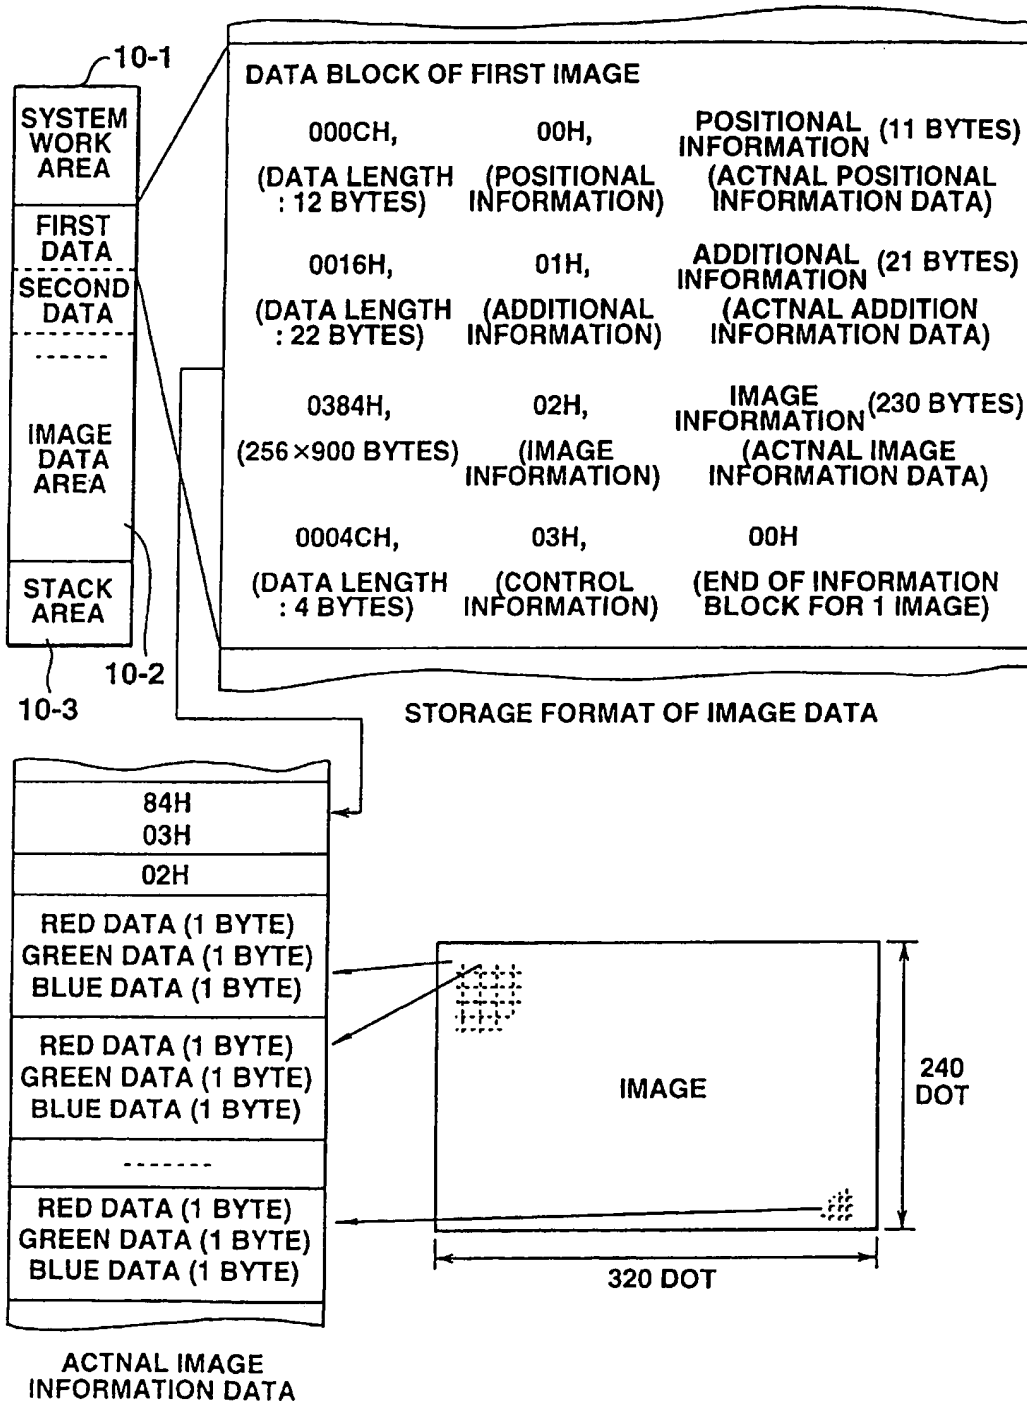 10-1
SYSTEM
WORK
AREA
FIRST
DATA
SECOND
DATA
IMAGE
DATA
AREA
STACK
AREA
10-2
10-3
DATA BLOCK OF FIRST IMAGE
000CH, 00H, POSITIONAL INFORMATION (11 BYTES)
(DATA LENGTH (POSITIONAL (ACTNAL POSITIONAL
: 12 BYTES) INFORMATION) INFORMATION DATA)
0016H, 01H, ADDITIONAL INFORMATION (21 BYTES)
(DATA LENGTH (ADDITIONAL (ACTNAL ADDITION
: 22 BYTES) INFORMATION) INFORMATION DATA)
0384H, 02H, IMAGE INFORMATION (230 BYTES)
(256×900 BYTES) (IMAGE (ACTNAL IMAGE
INFORMATION) INFORMATION DATA)
0004CH, 03H, 00H
(DATA LENGTH (CONTROL (END OF INFORMATION
: 4 BYTES) INFORMATION) BLOCK FOR 1 IMAGE)
STORAGE FORMAT OF IMAGE DATA
84H
03H
02H
RED DATA (1 BYTE)
GREEN DATA (1 BYTE)
BLUE DATA (1 BYTE)
RED DATA (1 BYTE)
GREEN DATA (1 BYTE)
BLUE DATA (1 BYTE)
-------
RED DATA (1 BYTE)
GREEN DATA (1 BYTE)
BLUE DATA (1 BYTE)
ACTNAL IMAGE
INFORMATION DATA
IMAGE
240
DOT
320 DOT